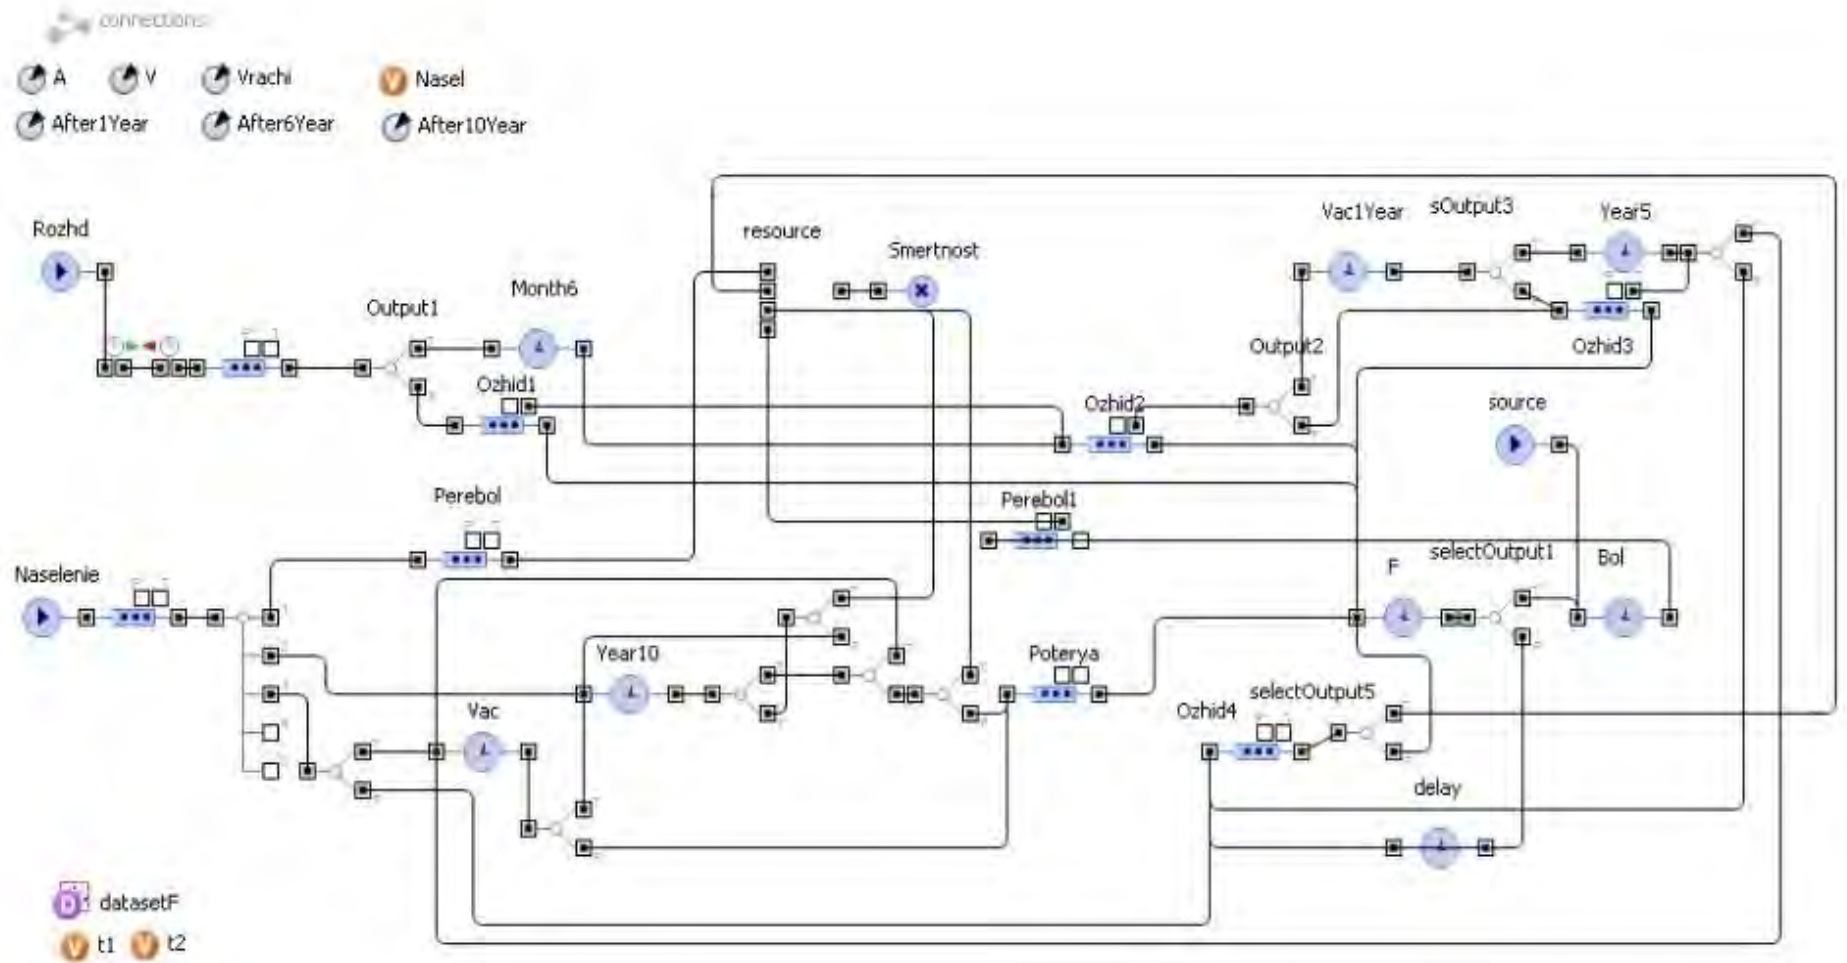 connections
A V Vrachi Nasel
After1Year After6Year After10Year
Rozhd
resource
Smertnost
Vac1Year sOutput3 Year5
Output1
Month6
Output2
Ozhid3
Ozhid1
Ozhid2
source
Perebol
Perebol1
Naselenie
F selectOutput1 Bol
Year10
Poterya
Vac
Ozhid4 selectOutput5
delay
datasetF
t1 t2